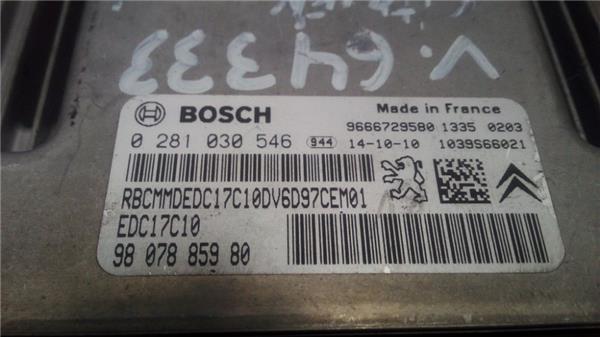 V.64333
BOSCH
Made in France
9666729580 1335 0203
0 281 030 546 944 14-10-10 1039S66021
RBCMMDEDC17C10DV6D97CEM01
EDC17C10
98 078 859 80